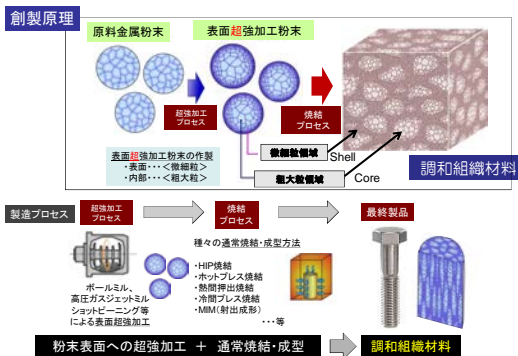 創製原理
原料金属粉末
表面超強加工粉末
超強加工
プロセス
焼結
プロセス
微細粒領域
Shell
粗大粒領域
Core
表面超強加工粉末の作製
・表面・・・＜微細粒＞
・内部・・・＜粗大粒＞
調和組織材料
製造プロセス
超強加工
プロセス
焼結
プロセス
最終製品
ボールミル、
高圧ガスジェットミル
ショットピーニング等
による表面超強加工
種々の通常焼結・成型方法
・HIP焼結
・ホットプレス焼結
・熱間押出焼結
・冷間プレス焼結
・MIM（射出成形）
・・・等
粉末表面への超強加工 ＋ 通常焼結・成型
調和組織材料